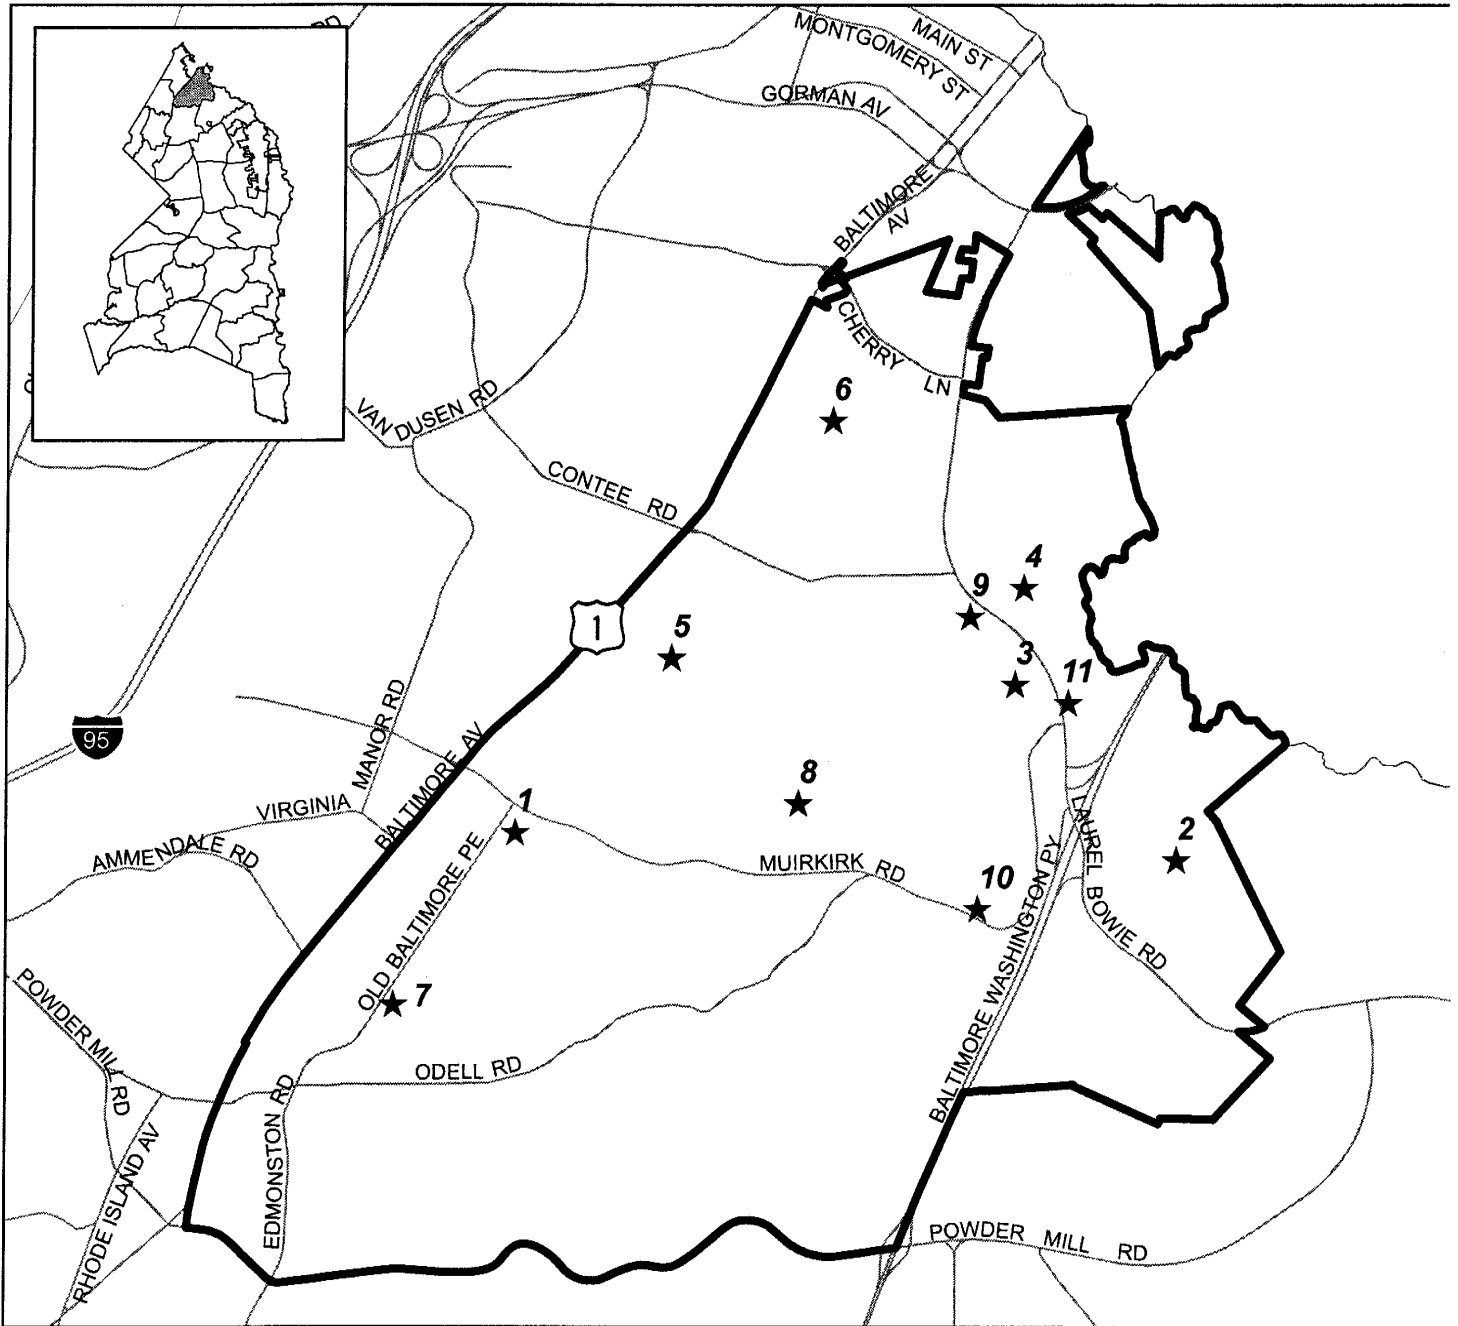 RD
MAIN ST
MONTGOMERY ST
GORMAN AV
BALTIMORE
AV
CHERRY
LN
6
VAN DUSEN RD
CONTEE RD
4
9
1
5
3
11
MANOR RD
95
BALTIMORE AV
8
VIRGINIA
1
LAUREL BOWIE RD
2
AMMENDALE RD
OLD BALTIMORE PE
MUIRKIRK RD
10
BALTIMORE WASHINGTON PY
7
POWDER MILL RD
ODELL RD
EDMONSTON RD
RHODE ISLAND AV
POWDER MILL RD